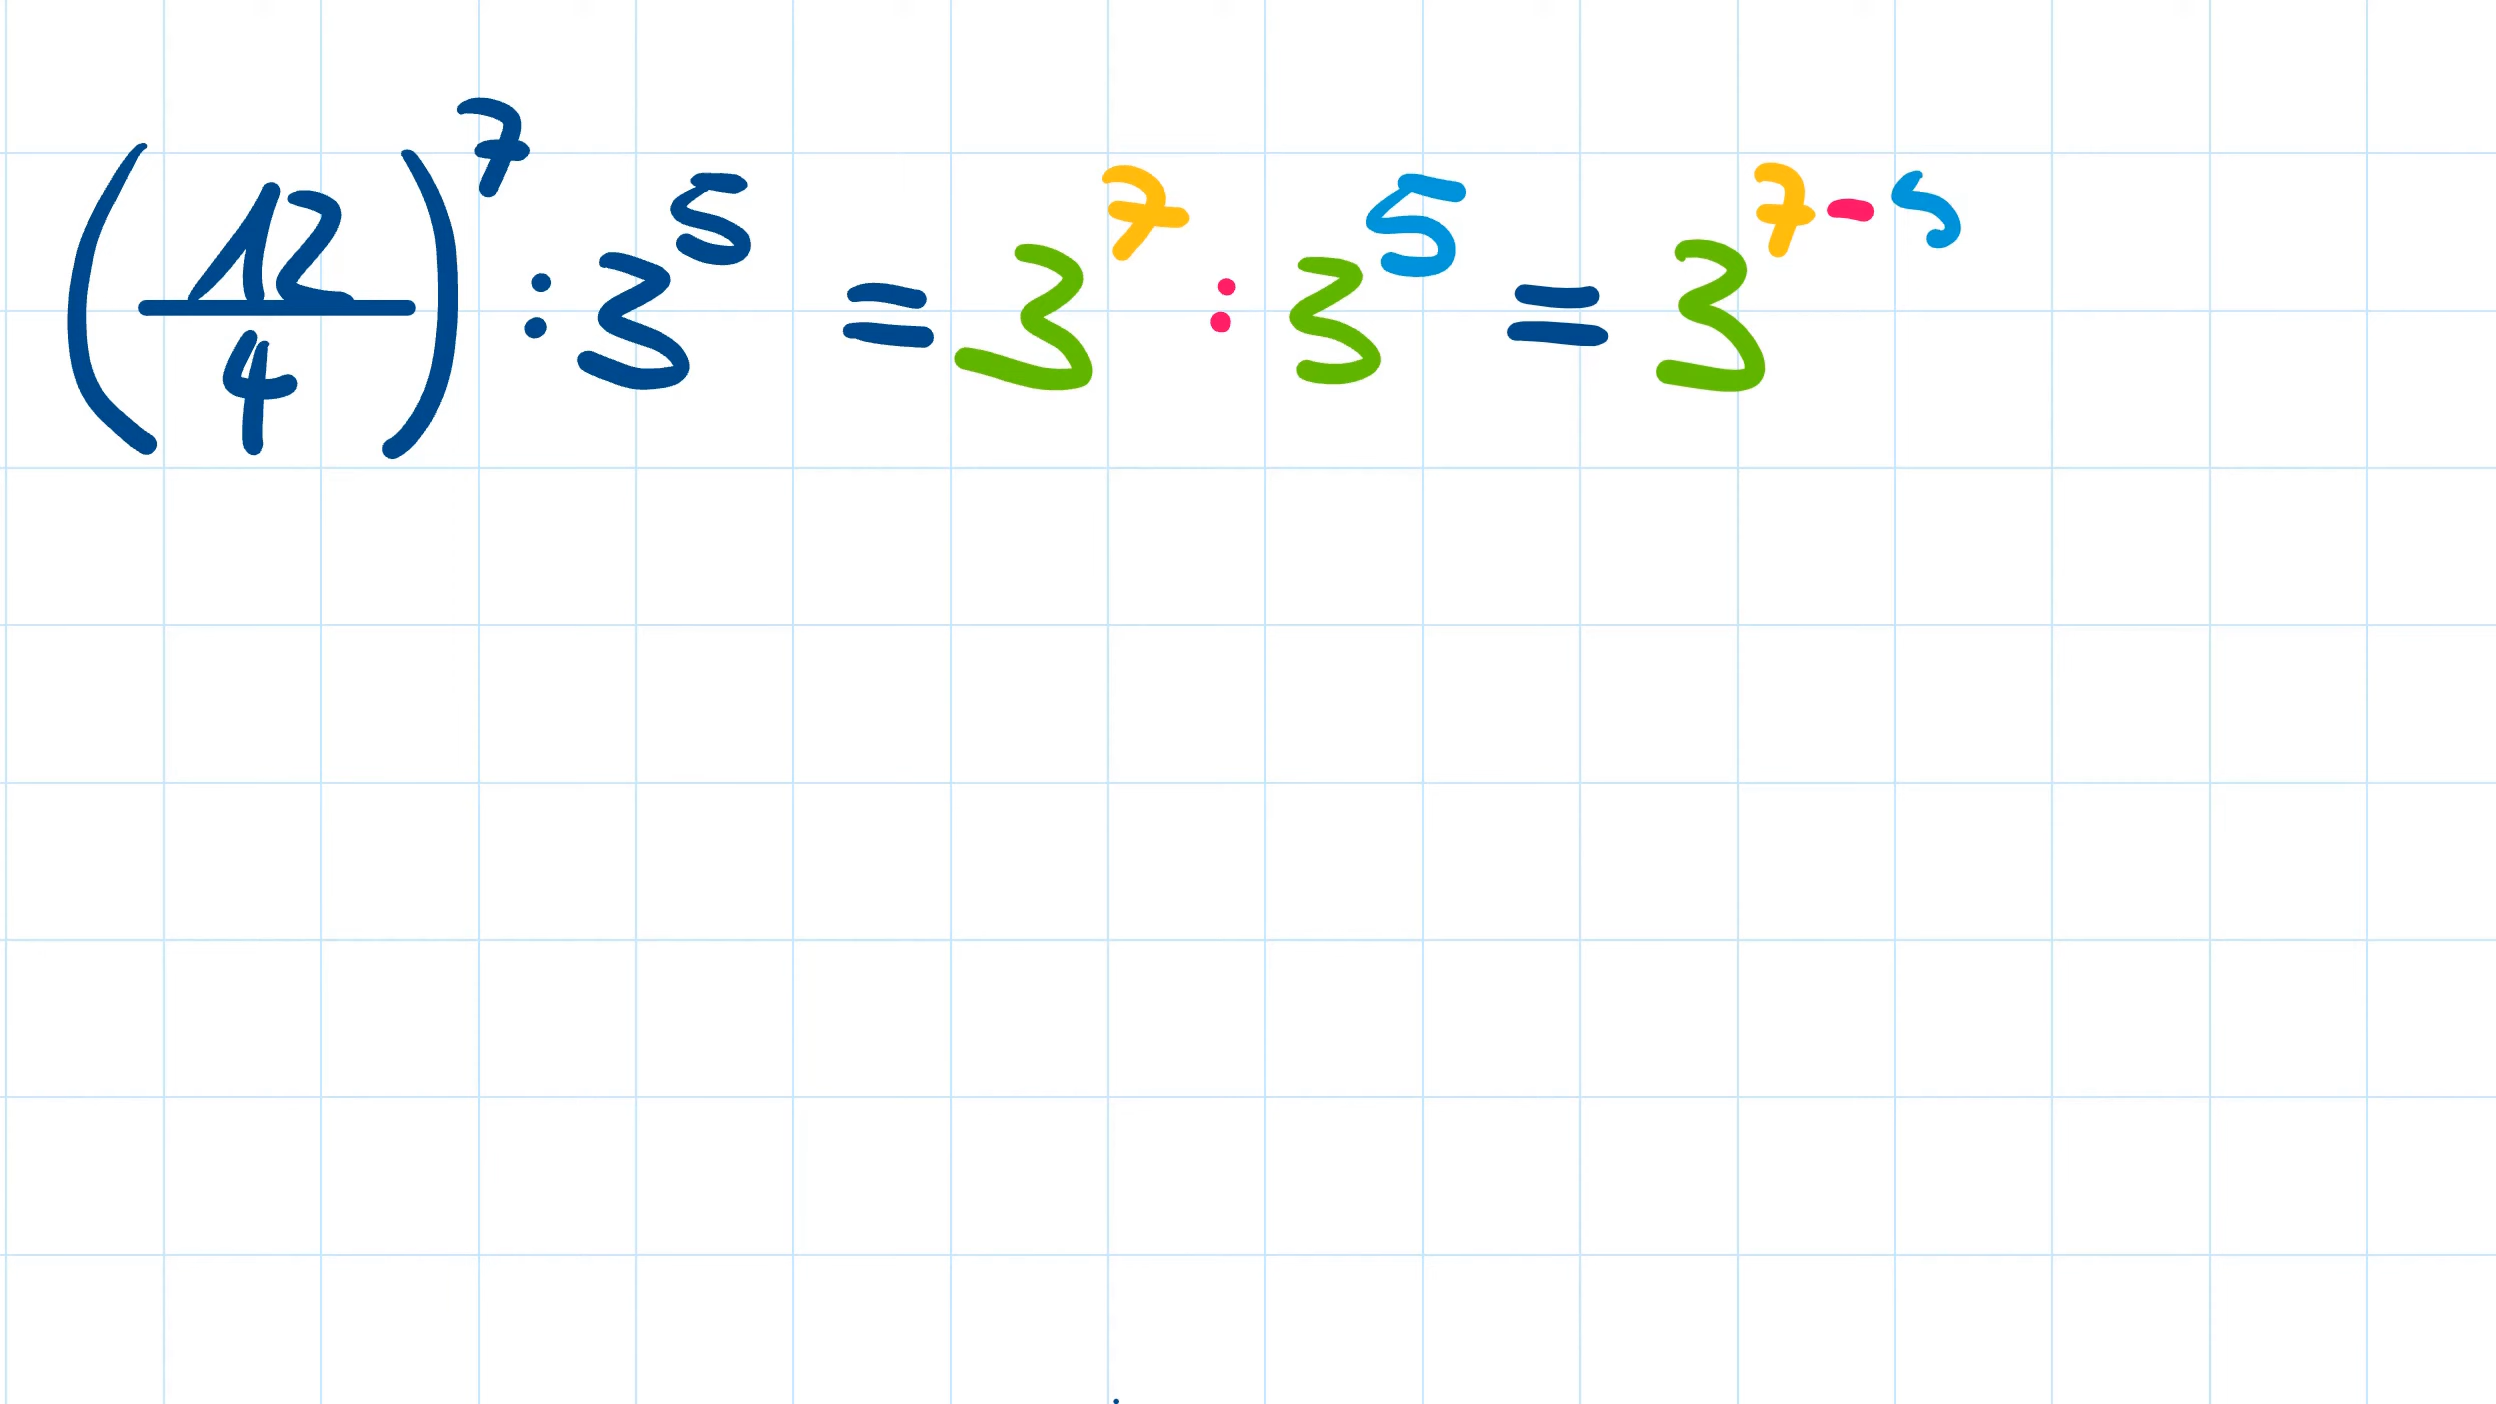 (12/4)^7 : 3^5 = 3^7 : 3^5 = 3^(7-5)